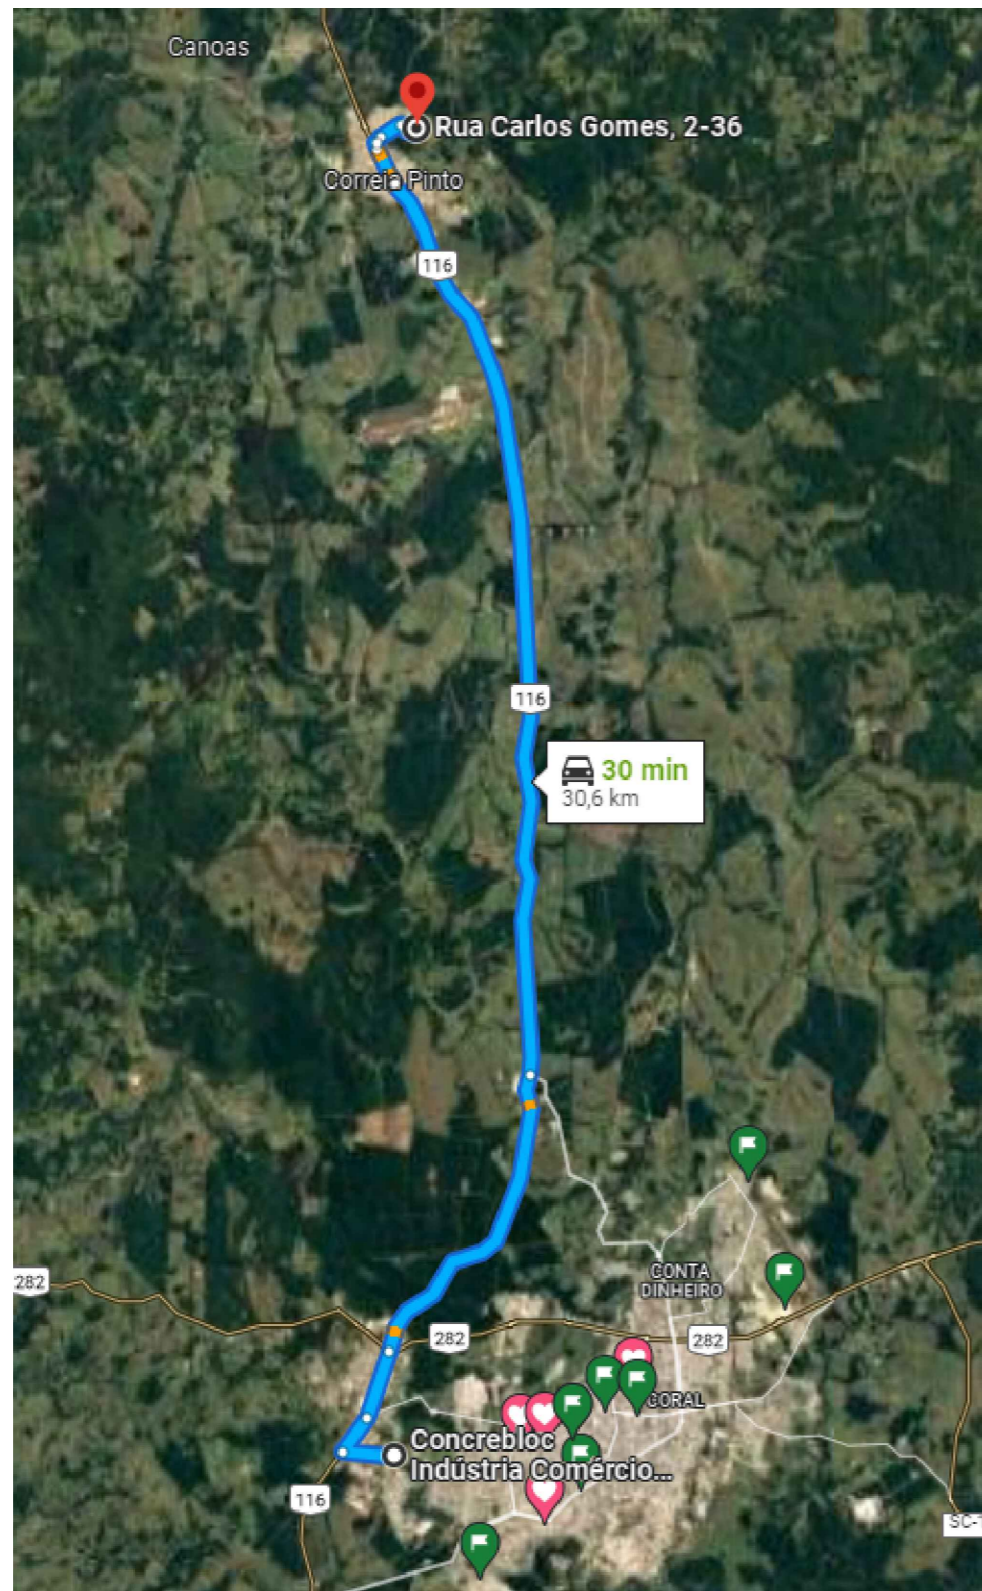 Canoas
Rua Carlos Gomes, 2-36
Correia Pinto
116
116
30 min
30,6 km
CONTA
DINHEIRO
282
282
282
CORAL
Concrebloc
Indústria Comércio...
116